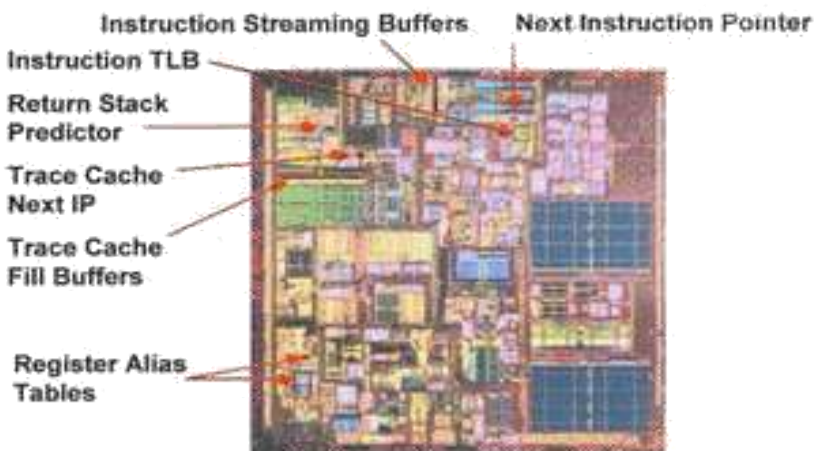 Instruction Streaming Buffers
Next Instruction Pointer
Instruction TLB
Return Stack
Predictor
Trace Cache
Next IP
Trace Cache
Fill Buffers
Register Alias
Tables